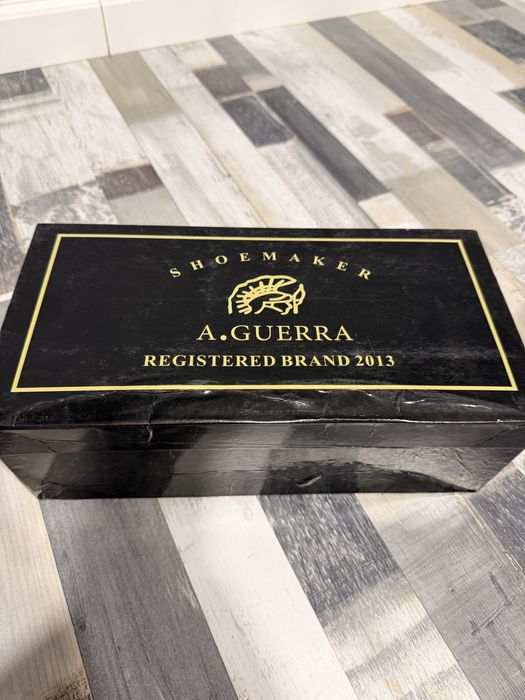 SHOEMAKER
A.GUERRA
REGISTERED BRAND 2013